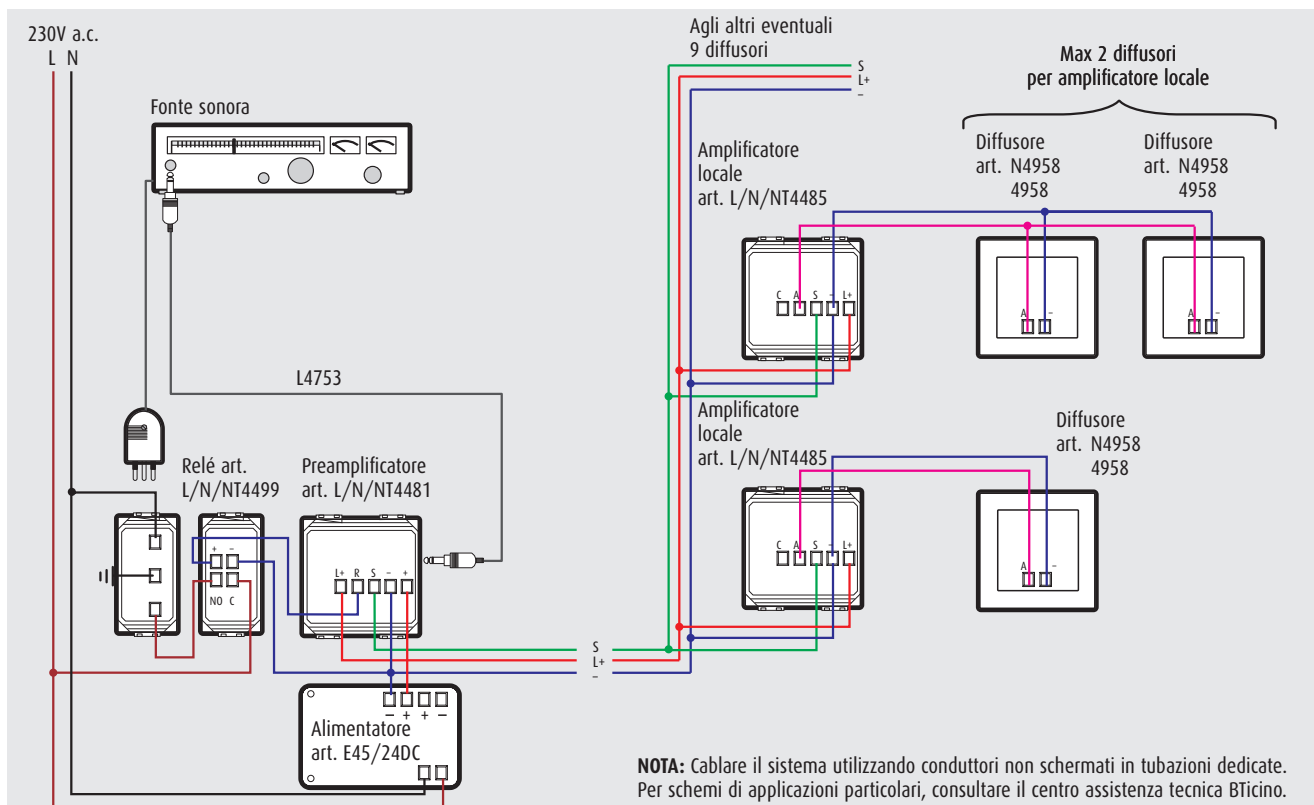 230V a.c.
L N
Fonte sonora
L4753
Relé art.
L/N/NT4499
Preamplificatore
art. L/N/NT4481
+ -
NO C
L+ R S - +
S
L+
-
- + + -
Alimentatore
art. E45/24DC
Agli altri eventuali
9 diffusori
S
L+
-
Max 2 diffusori
per amplificatore locale
Amplificatore
locale
art. L/N/NT4485
Diffusore
art. N4958
4958
Diffusore
art. N4958
4958
C A S - L+
A -
A -
Amplificatore
locale
art. L/N/NT4485
Diffusore
art. N4958
4958
C A S - L+
A -
NOTA: Cablare il sistema utilizzando conduttori non schermati in tubazioni dedicate.
Per schemi di applicazioni particolari, consultare il centro assistenza tecnica BTicino.